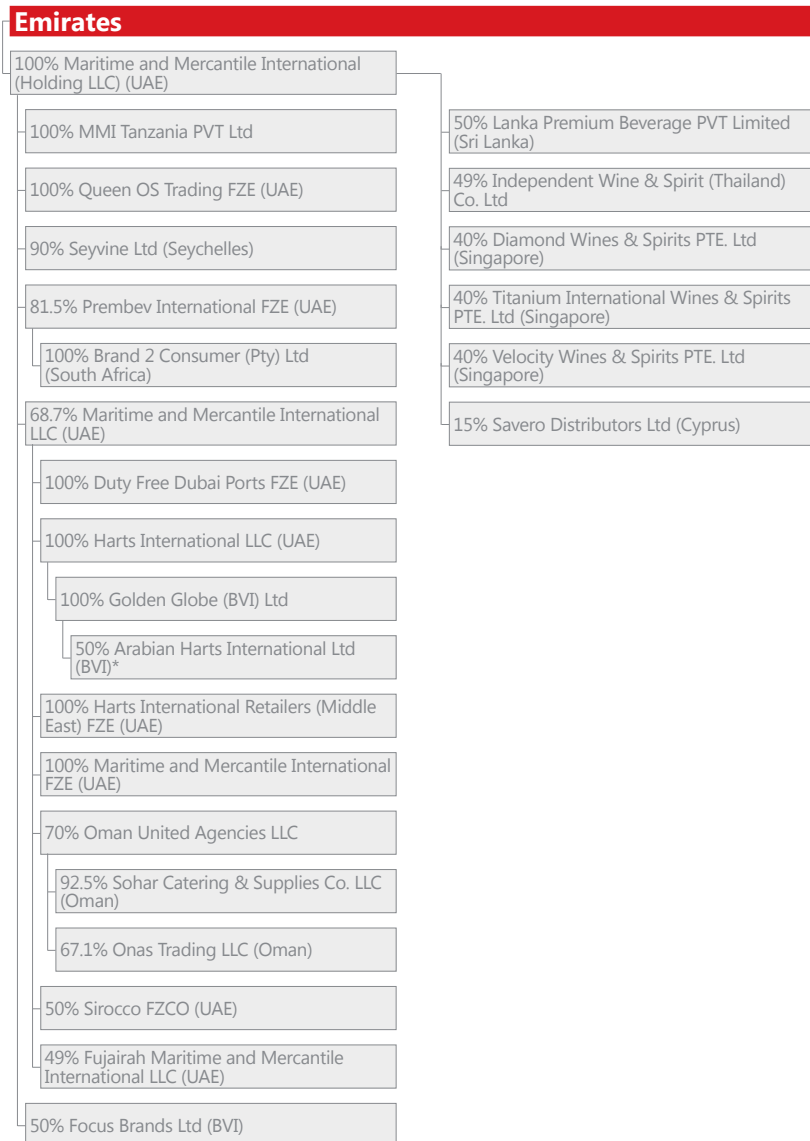 Emirates
100% Maritime and Mercantile International
(Holding LLC) (UAE)
100% MMI Tanzania PVT Ltd
100% Queen OS Trading FZE (UAE)
90% Seyvine Ltd (Seychelles)
81.5% Prembev International FZE (UAE)
100% Brand 2 Consumer (Pty) Ltd
(South Africa)
68.7% Maritime and Mercantile International
LLC (UAE)
100% Duty Free Dubai Ports FZE (UAE)
100% Harts International LLC (UAE)
100% Golden Globe (BVI) Ltd
50% Arabian Harts International Ltd
(BVI)*
100% Harts International Retailers (Middle
East) FZE (UAE)
100% Maritime and Mercantile International
FZE (UAE)
70% Oman United Agencies LLC
92.5% Sohar Catering & Supplies Co. LLC
(Oman)
67.1% Onas Trading LLC (Oman)
50% Sirocco FZCO (UAE)
49% Fujairah Maritime and Mercantile
International LLC (UAE)
50% Focus Brands Ltd (BVI)
50% Lanka Premium Beverage PVT Limited
(Sri Lanka)
49% Independent Wine & Spirit (Thailand)
Co. Ltd
40% Diamond Wines & Spirits PTE. Ltd
(Singapore)
40% Titanium International Wines & Spirits
PTE. Ltd (Singapore)
40% Velocity Wines & Spirits PTE. Ltd
(Singapore)
15% Savero Distributors Ltd (Cyprus)